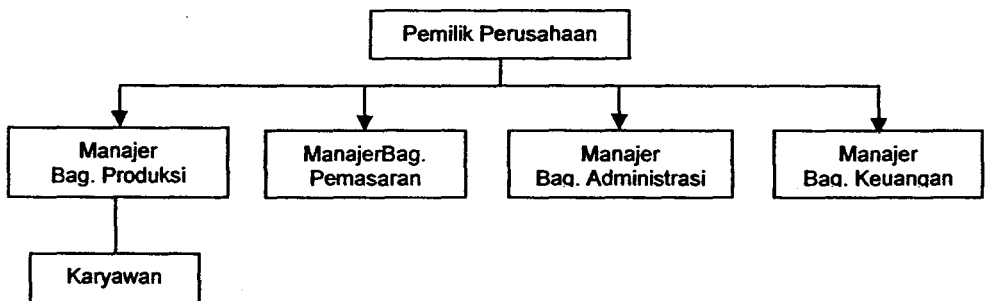 Pemilik Perusahaan
Manajer
Bag. Produksi
ManajerBag.
Pemasaran
Manajer
Bag. Administrasi
Manajer
Bag. Keuangan
Karyawan